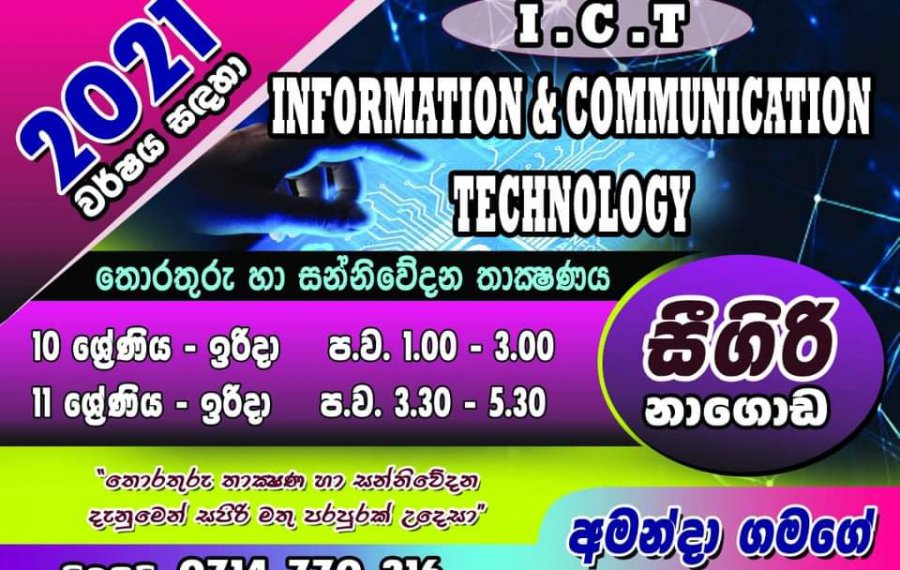 2021
වර්ෂය සඳහා
I.C.T
INFORMATION & COMMUNICATION
TECHNOLOGY
තොරතුරු හා සන්නිවේදන තාක්‍ෂණය
10 ශ්‍රේණිය - ඉරිදා ප.ව. 1.00 - 3.00
11 ශ්‍රේණිය - ඉරිදා ප.ව. 3.30 - 5.30
සීගිරි
නාගොඩ
"තොරතුරු තාක්‍ෂණ හා සන්නිවේදන
දැනුමෙන් සපිරි මතු පරපුරක් උදෙසා"
අමන්දා ගමගේ